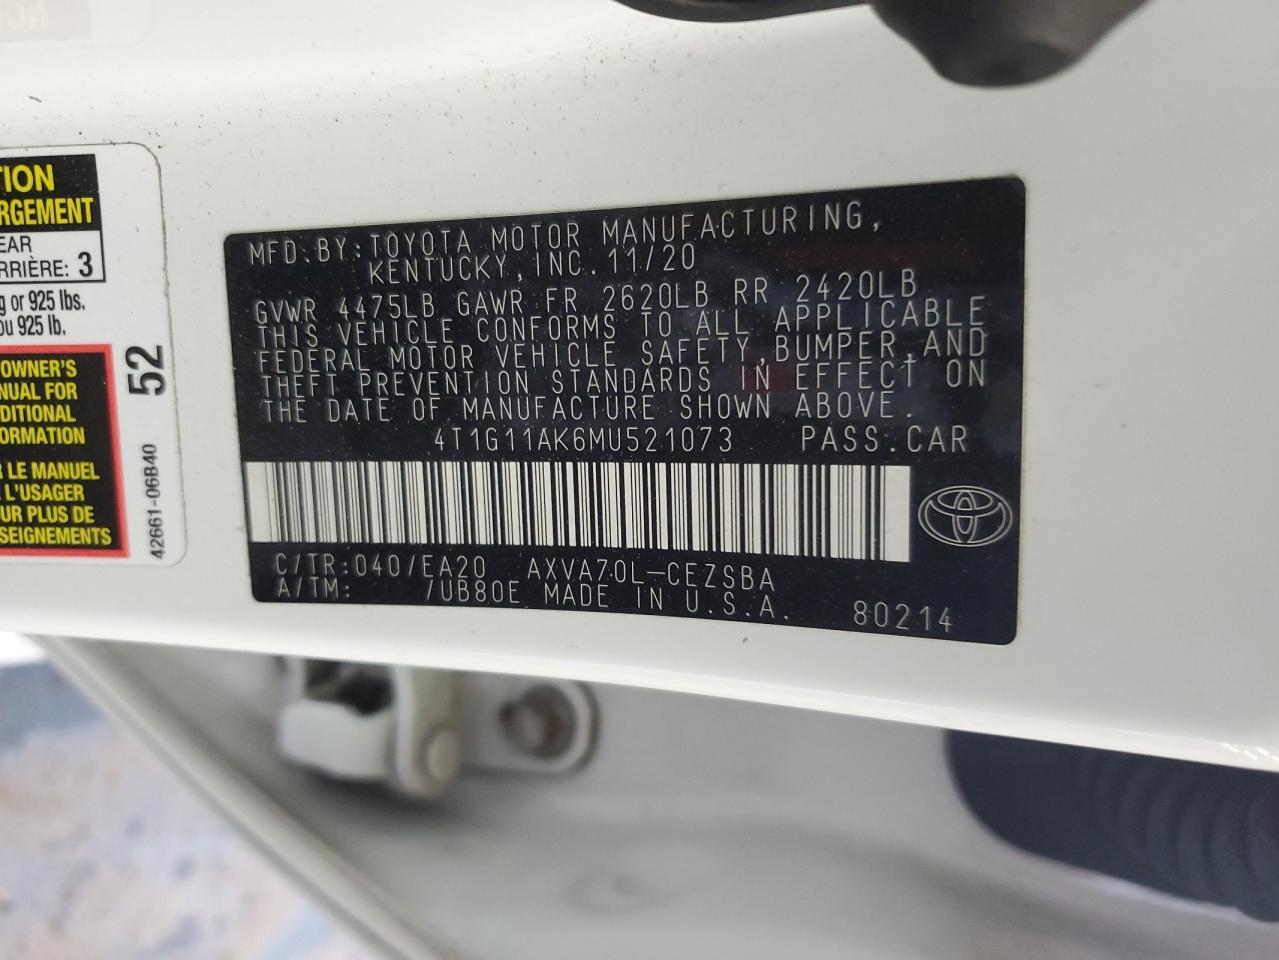 TION
RGEMENT
EAR
RRIÈRE: 3
g or 925 lbs.
ou 925 lb.
OWNER'S
NUAL FOR
DDITIONAL
FORMATION
R LE MANUEL
L'USAGER
UR PLUS DE
SEIGNEMENTS
52
42661-06B40
MFD.BY:TOYOTA MOTOR MANUFACTURING,
KENTUCKY,INC.11/20
GVWR 4475LB GAWR FR 2620LB RR 2420LB
THIS VEHICLE CONFORMS TO ALL APPLICABLE
FEDERAL MOTOR VEHICLE SAFETY,BUMPER,AND
THEFT PREVENTION STANDARDS IN EFFECT ON
THE DATE OF MANUFACTURE SHOWN ABOVE.
4T1G11AK6MU521073 PASS.CAR
C/TR:040/EA20 AXVA70L-CEZSBA
A/TM: /UB80E MADE IN U.S.A. 80214